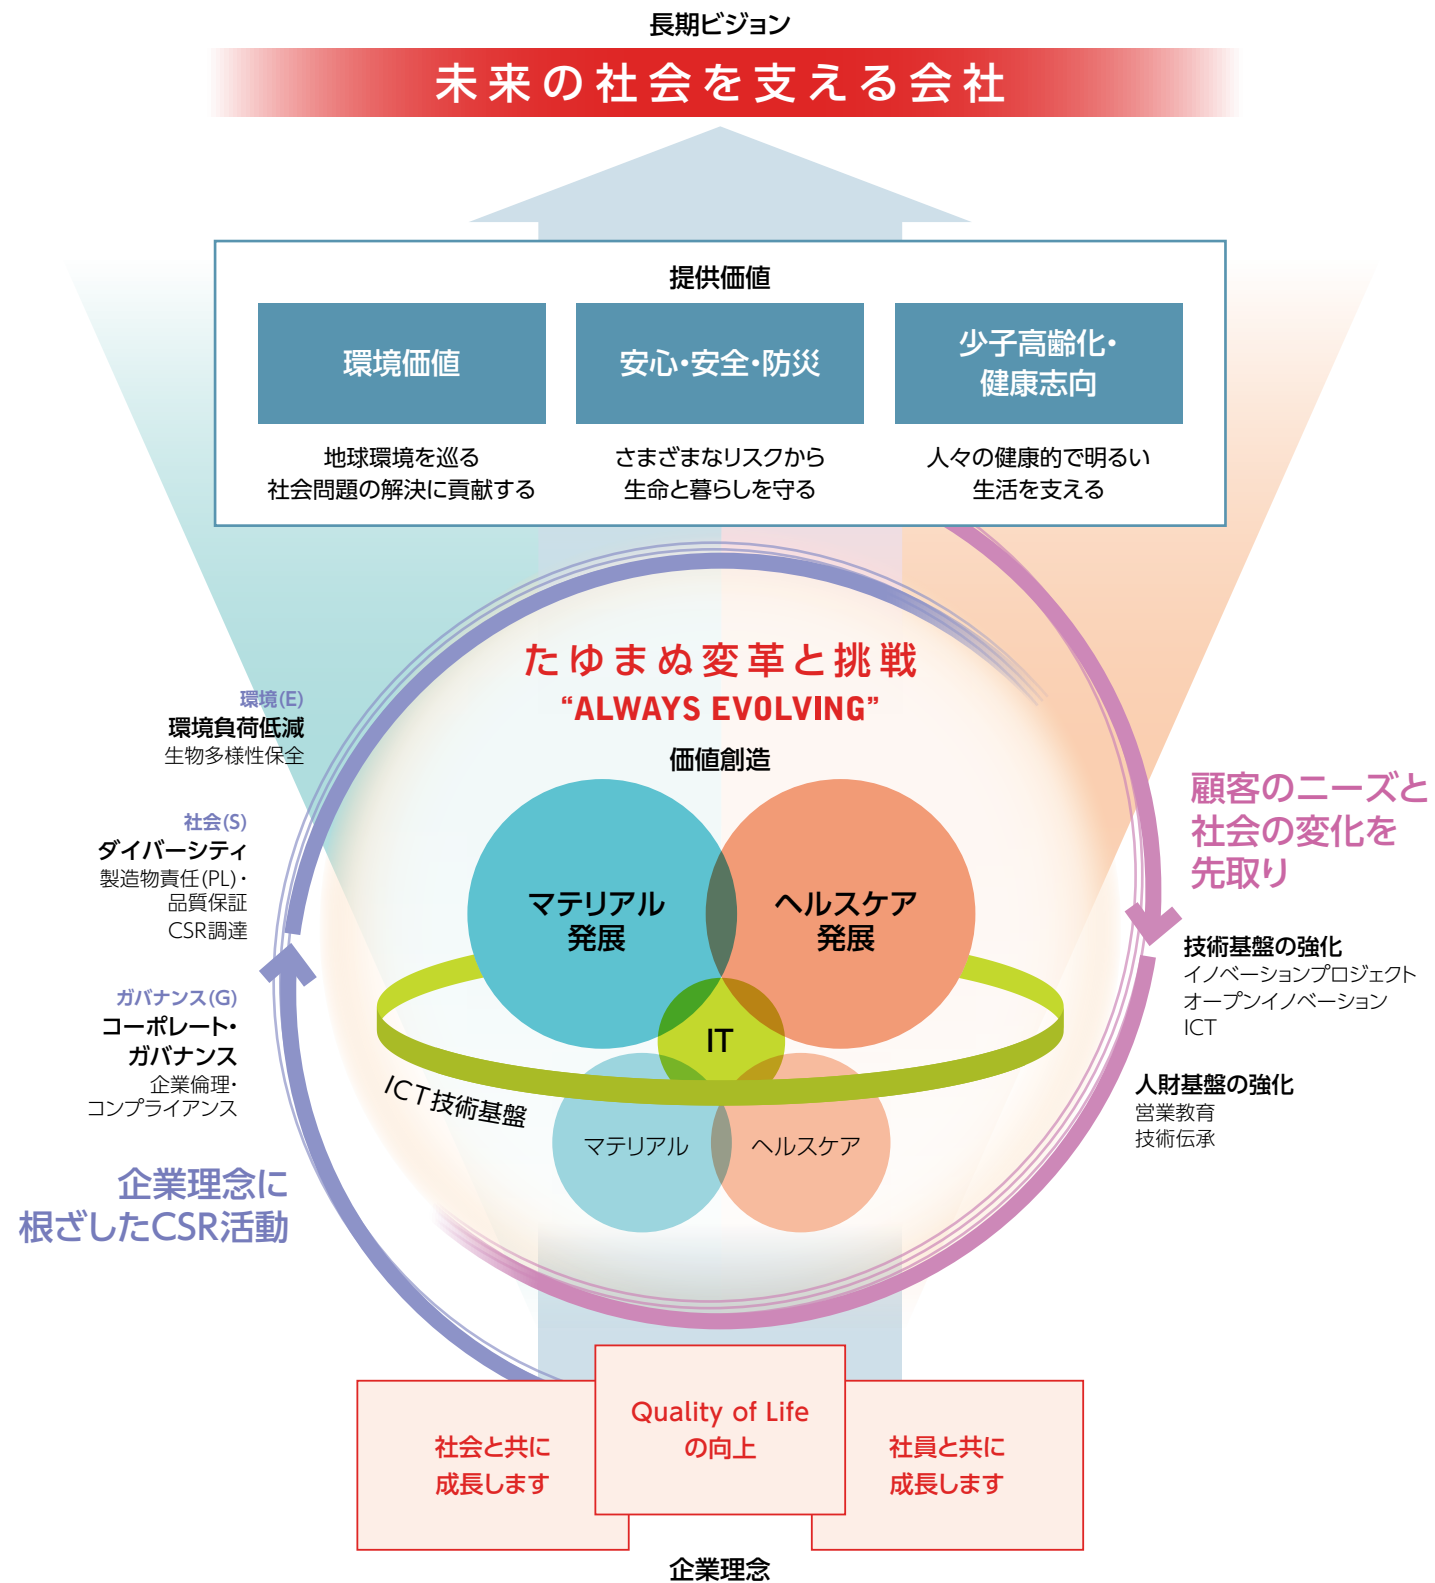 長期ビジョン
未来の社会を支える会社
提供価値
環境価値
地球環境を巡る
社会問題の解決に貢献する
安心・安全・防災
さまざまなリスクから
生命と暮らしを守る
少子高齢化・
健康志向
人々の健康的で明るい
生活を支える
たゆまぬ変革と挑戦
“ALWAYS EVOLVING”
価値創造
環境(E)
環境負荷低減
生物多様性保全
社会(S)
ダイバーシティ
製造物責任(PL)・
品質保証
CSR調達
ガバナンス(G)
コーポレート・
ガバナンス
企業倫理・
コンプライアンス
企業理念に
根ざしたCSR活動
マテリアル
発展
ヘルスケア
発展
IT
ICT技術基盤
マテリアル
ヘルスケア
顧客のニーズと
社会の変化を
先取り
技術基盤の強化
イノベーションプロジェクト
オープンイノベーション
ICT
人財基盤の強化
営業教育
技術伝承
社会と共に
成長します
Quality of Life
の向上
社員と共に
成長します
企業理念